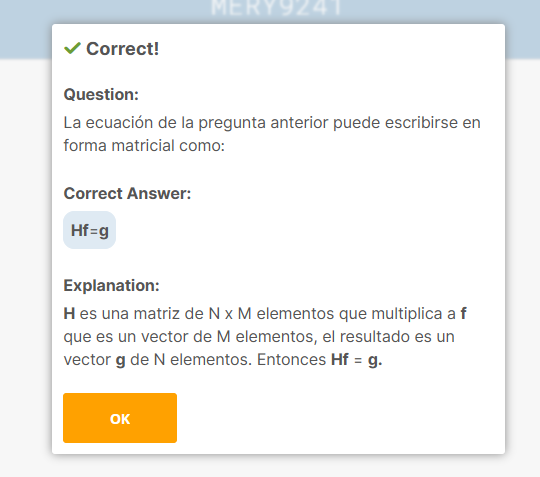 MERY9241
Correct!
Question:
La ecuación de la pregunta anterior puede escribirse en
forma matricial como:
Correct Answer:
Hf=g
Explanation:
H es una matriz de N x M elementos que multiplica a f
que es un vector de M elementos, el resultado es un
vector g de N elementos. Entonces Hf = g.
OK